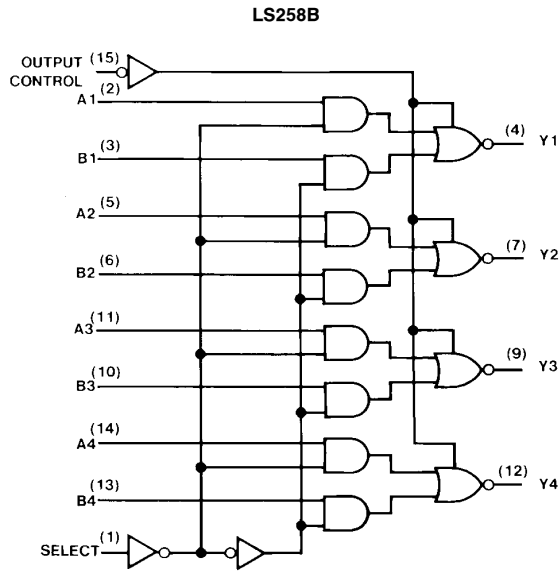 LS258B
OUTPUT CONTROL (15)
A1 (2)
B1 (3)
(4) Y1
A2 (5)
B2 (6)
(7) Y2
A3 (11)
B3 (10)
(9) Y3
A4 (14)
B4 (13)
(12) Y4
SELECT (1)